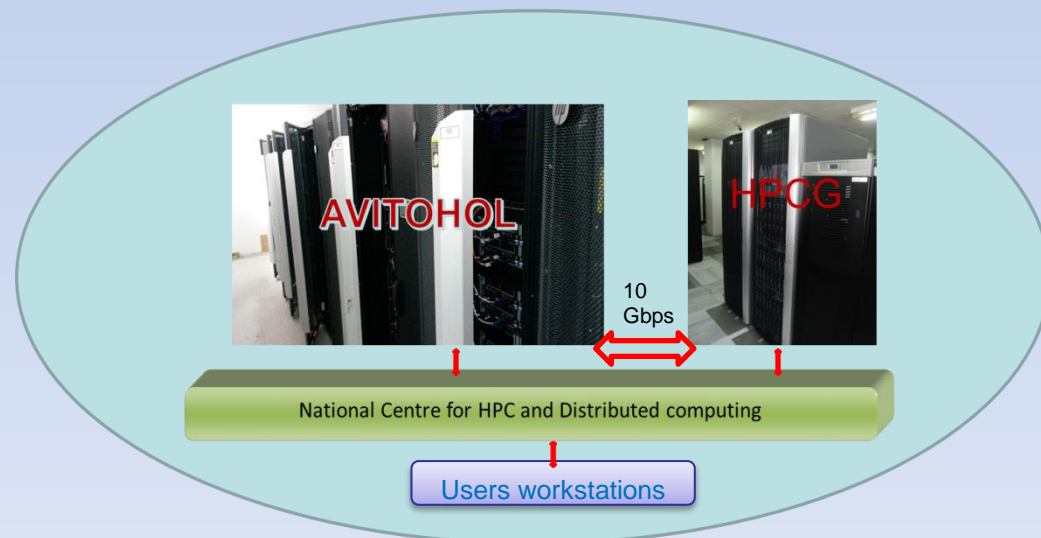 AVITOHOL
HPCG
10
Gbps
National Centre for HPC and Distributed computing
Users workstations